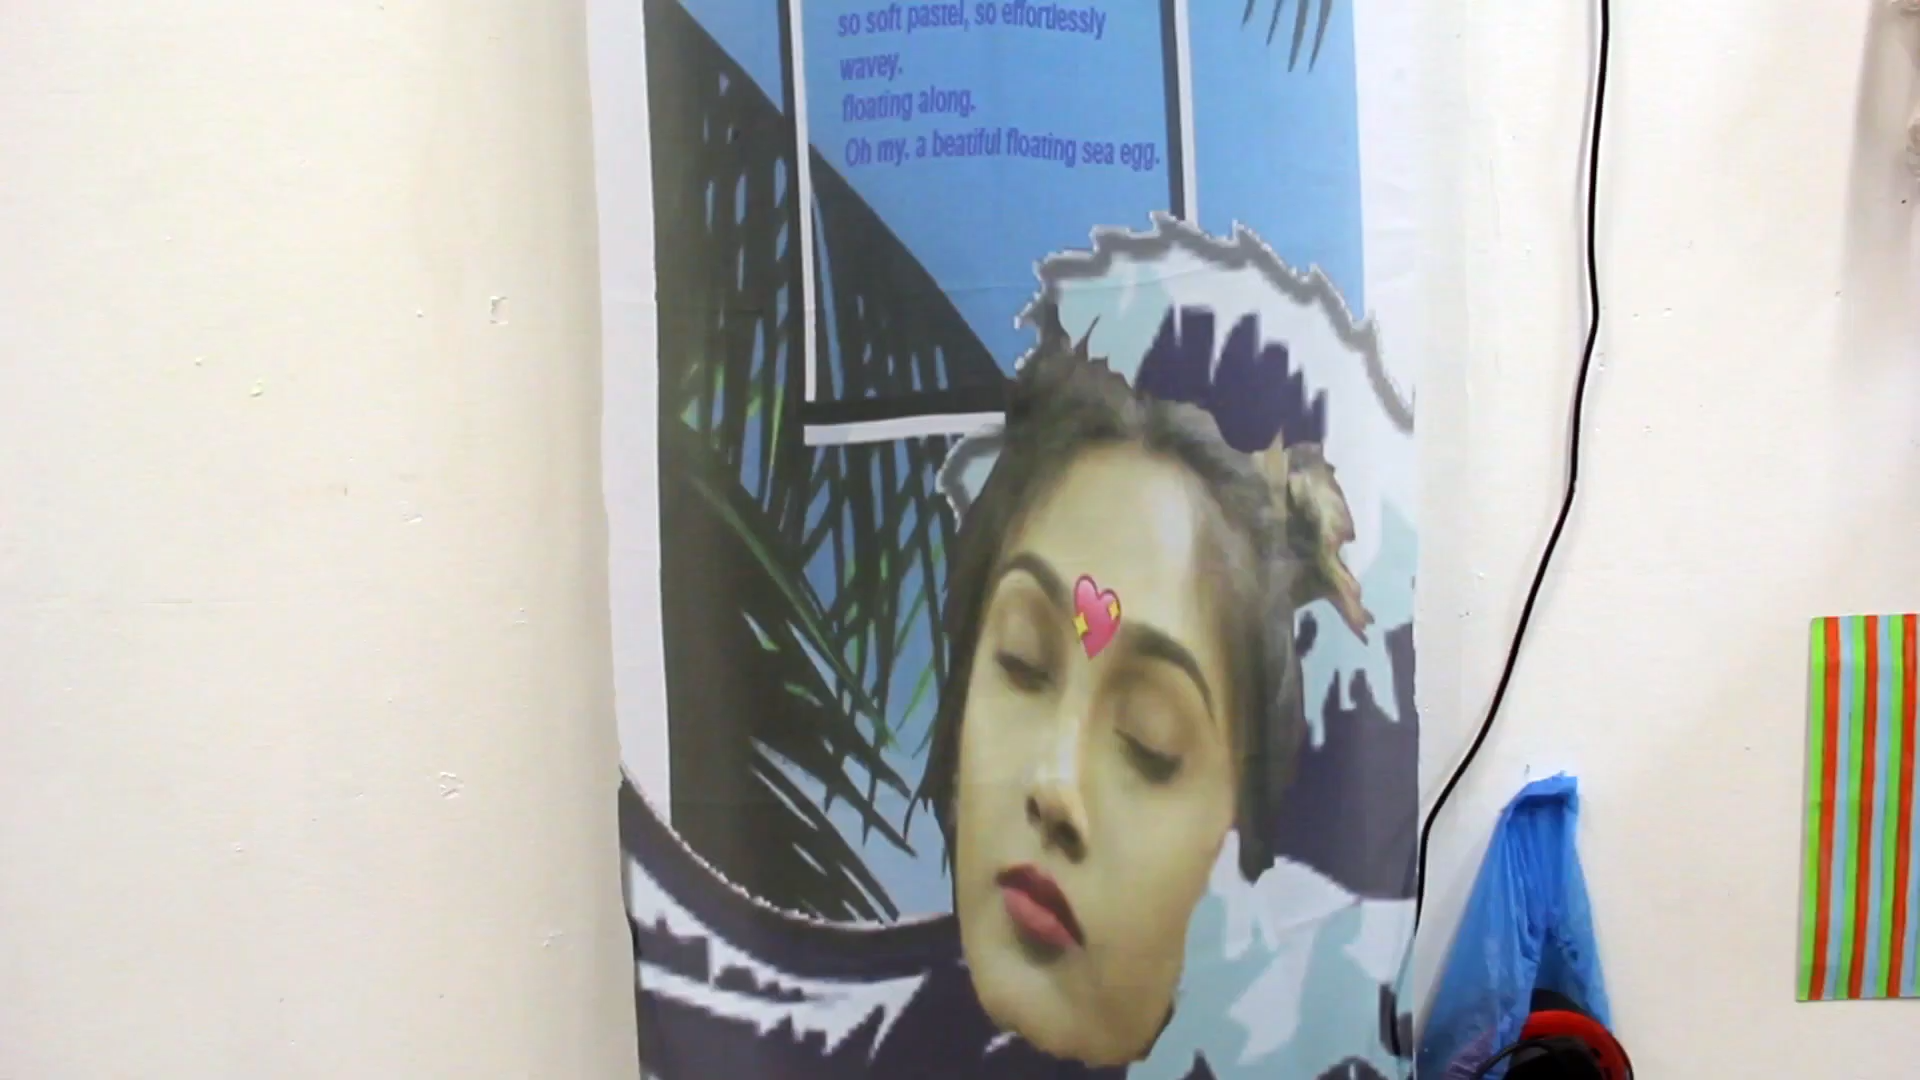 so soft pastel, so effortlessly
wavey.
floating along.
Oh my. a beatiful floating sea egg.